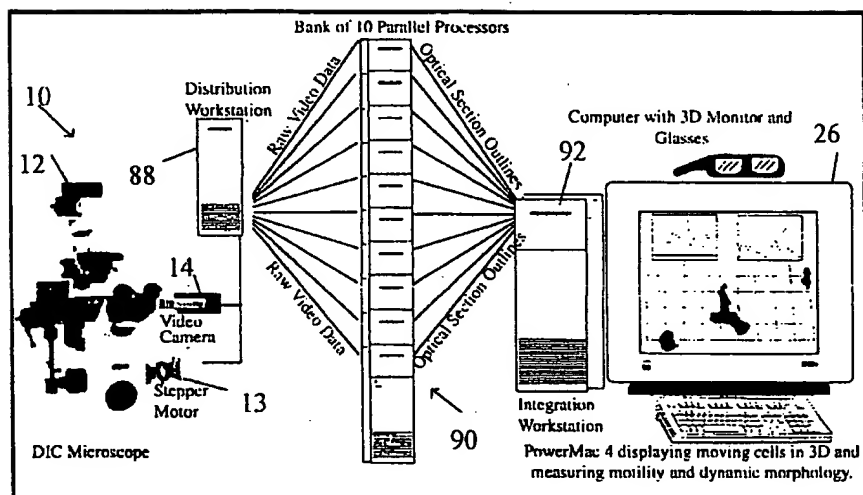 Bank of 10 Parallel Processors
10
12
Distribution
Workstation
88
Raw Video Data
Optical Section Outlines
Computer with 3D Monitor and
Glasses
92
26
14
Video
Camera
Raw Video Data
Optical Section Outlines
Stepper
Motor
13
90
Integration
Workstation
DIC Microscope
PowerMac 4 displaying moving cells in 3D and
measuring motility and dynamic morphology.